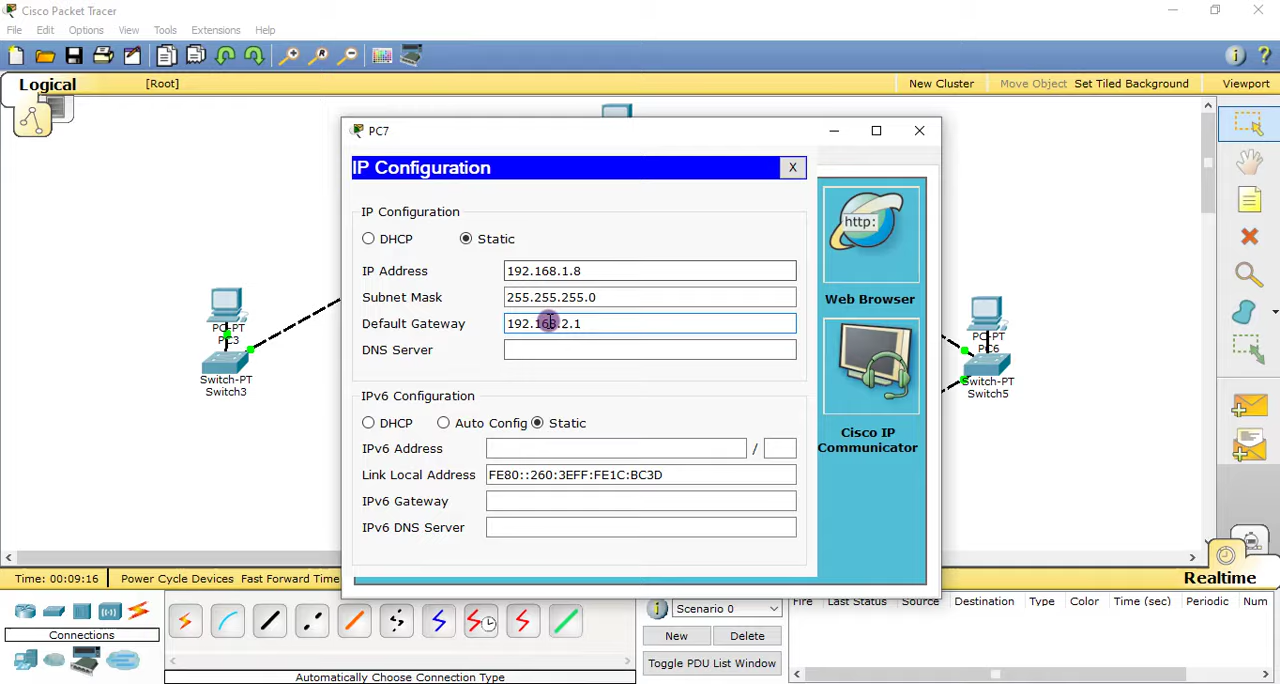 Cisco Packet Tracer
File Edit Options View Tools Extensions Help
Logical
[Root]
New Cluster
Move Object
Set Tiled Background
Viewport
PC7
IP Configuration
X
IP Configuration
DHCP
Static
IP Address
192.168.1.8
Subnet Mask
255.255.255.0
Default Gateway
192.168.2.1
DNS Server
IPv6 Configuration
DHCP
Auto Config
Static
IPv6 Address
/
Link Local Address
FE80::260:3EFF:FE1C:BC3D
IPv6 Gateway
IPv6 DNS Server
http:
Web Browser
Cisco IP
Communicator
PC-PT
PC3
Switch-PT
Switch3
PC-PT
PC6
Switch-PT
Switch5
Time: 00:09:16
Power Cycle Devices
Fast Forward Time
Realtime
Connections
Automatically Choose Connection Type
Scenario 0
New
Delete
Toggle PDU List Window
Fire
Last Status
Source
Destination
Type
Color
Time (sec)
Periodic
Num